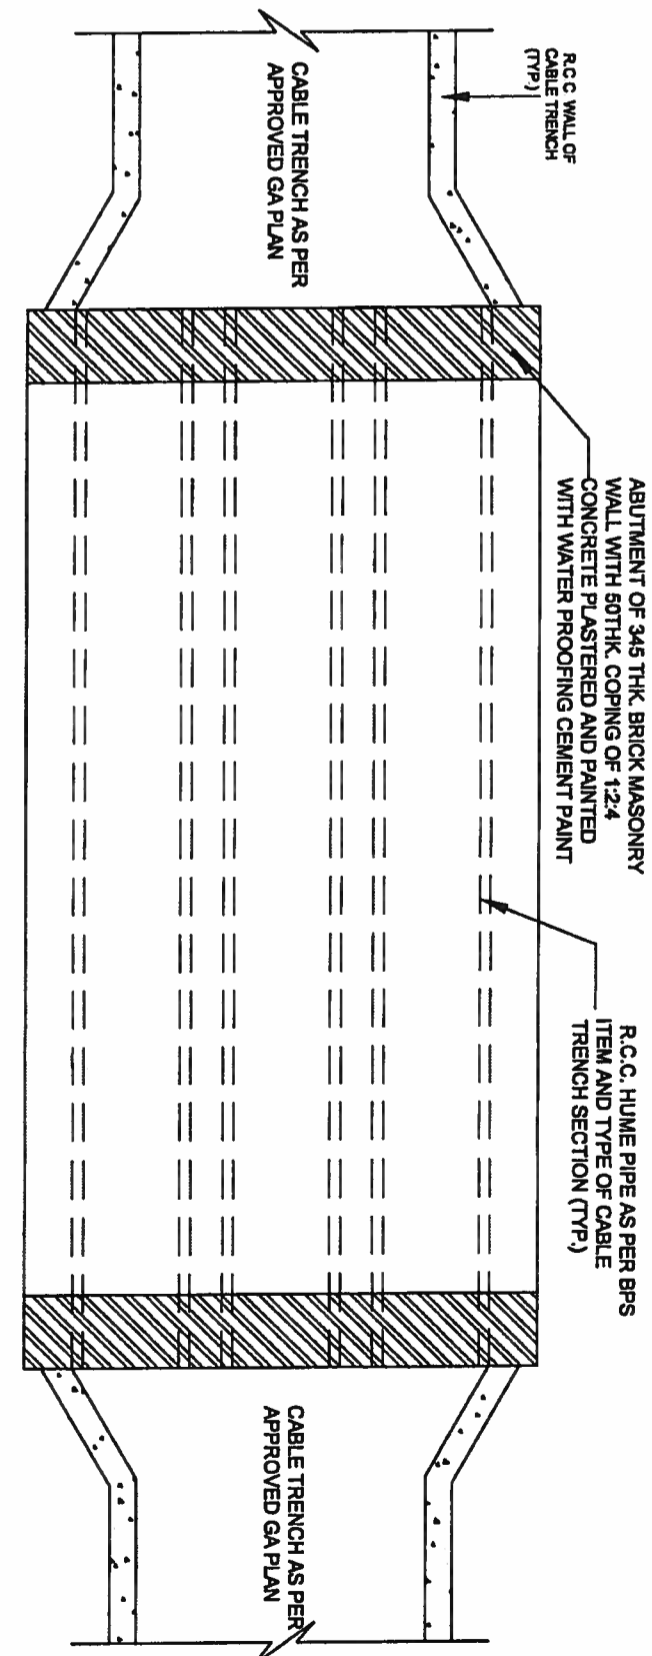 R.C.C WALL OF
CABLE TRENCH
(TYP.)
CABLE TRENCH AS PER
APPROVED GA PLAN
ABUTMENT OF 345 THK. BRICK MASONRY
WALL WITH 50THK. COPING OF 1:2:4
CONCRETE PLASTERED AND PAINTED
WITH WATER PROOFING CEMENT PAINT
R.C.C. HUME PIPE AS PER BPS
ITEM AND TYPE OF CABLE
TRENCH SECTION (TYP.)
CABLE TRENCH AS PER
APPROVED GA PLAN